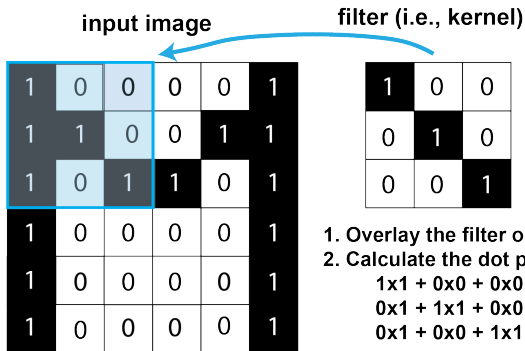 input image
filter (i.e., kernel)
1 0 0 0 0 1
1 1 0 0 1 1
1 0 1 1 0 1
1 0 0 0 0 1
1 0 0 0 0 1
1 0 0 0 0 1
1 0 0
0 1 0
0 0 1
1. Overlay the filter o
2. Calculate the dot p
1x1 + 0x0 + 0x0
0x1 + 1x1 + 0x0
0x1 + 0x0 + 1x1